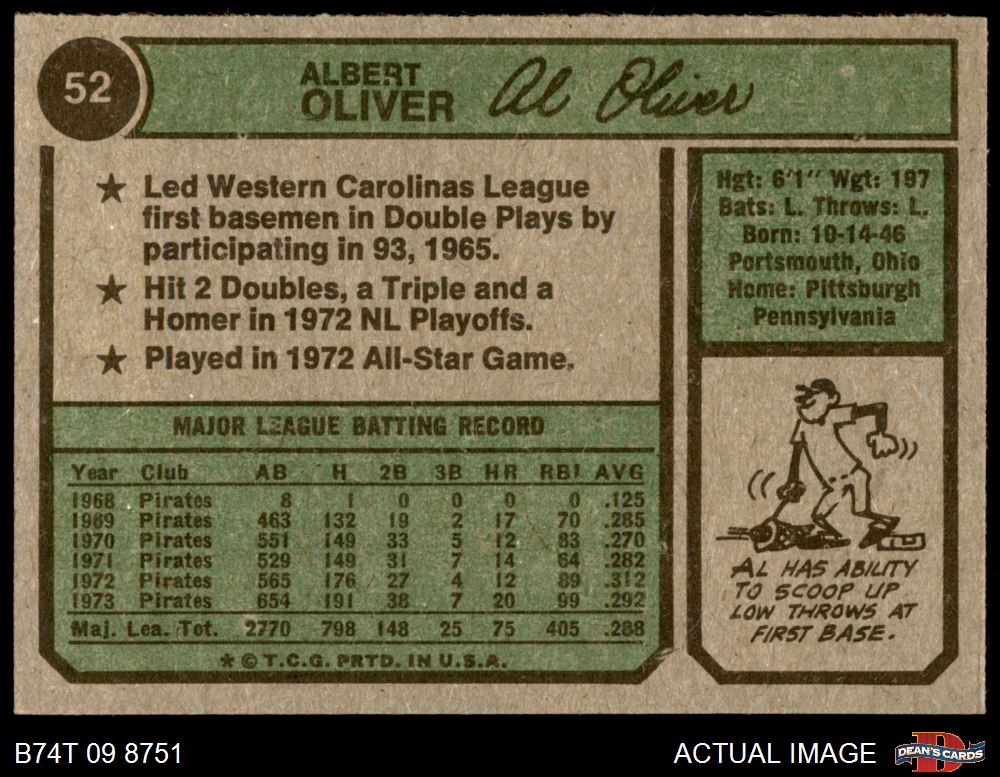 52
ALBERT
OLIVER
Al Oliver
★ Led Western Carolinas League
first basemen in Double Plays by
participating in 93, 1965.
★ Hit 2 Doubles, a Triple and a
Homer in 1972 NL Playoffs.
★ Played in 1972 All-Star Game.
Hgt: 6'1" Wgt: 197
Bats: L. Throws: L.
Born: 10-14-46
Portsmouth, Ohio
Home: Pittsburgh
Pennsylvania
MAJOR LEAGUE BATTING RECORD
Year Club AB H 2B 3B HR RBI AVG
1968 Pirates 8 1 0 0 0 0 .125
1969 Pirates 463 132 19 2 17 70 .285
1970 Pirates 551 149 33 5 12 83 .270
1971 Pirates 529 149 31 7 14 64 .282
1972 Pirates 565 176 27 4 12 89 .312
1973 Pirates 654 191 38 7 20 99 .292
Maj. Lea. Tot. 2770 798 148 25 75 405 .288
★ © T.C.G. PRTD. IN U.S.A.
AL HAS ABILITY
TO SCOOP UP
LOW THROWS AT
FIRST BASE.
B74T 09 8751
ACTUAL IMAGE
D
DEAN'S CARDS